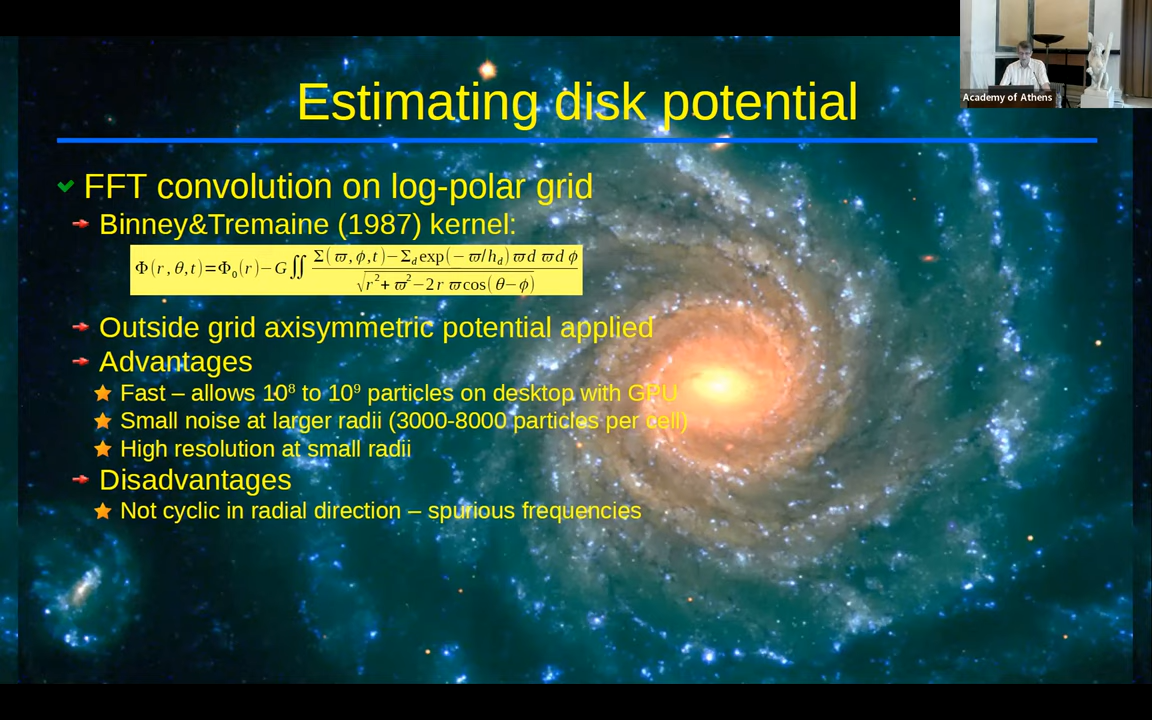 Estimating disk potential
Academy of Athens
FFT convolution on log-polar grid
Binney&Tremaine (1987) kernel:
Φ(r,θ,t)=Φ₀(r)−G∬ (Σ(ϖ,ϕ,t)−Σ_d exp(−ϖ/h_d)ϖdϖdϕ)/√(r²+ϖ²−2rϖcos(θ−ϕ))
Outside grid axisymmetric potential applied
Advantages
Fast – allows 10⁸ to 10⁹ particles on desktop with GPU
Small noise at larger radii (3000-8000 particles per cell)
High resolution at small radii
Disadvantages
Not cyclic in radial direction – spurious frequencies